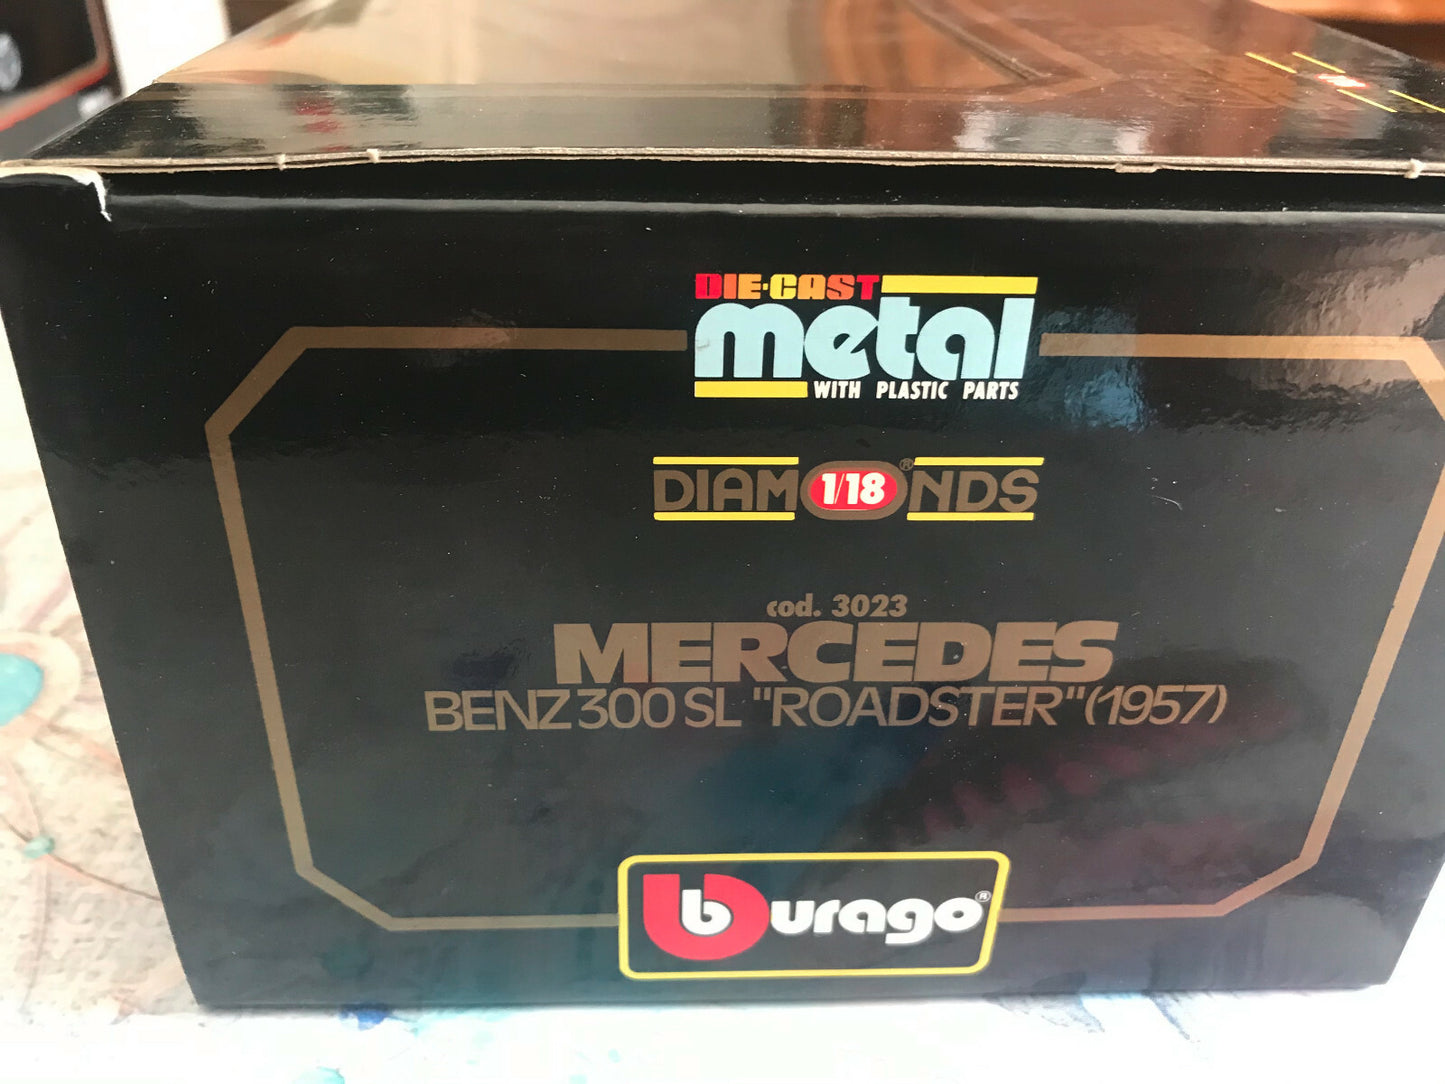 DIE-CAST
metal
WITH PLASTIC PARTS
DIAM 1/18 ®NDS
cod. 3023
MERCEDES
BENZ 300 SL "ROADSTER" (1957)
burago®